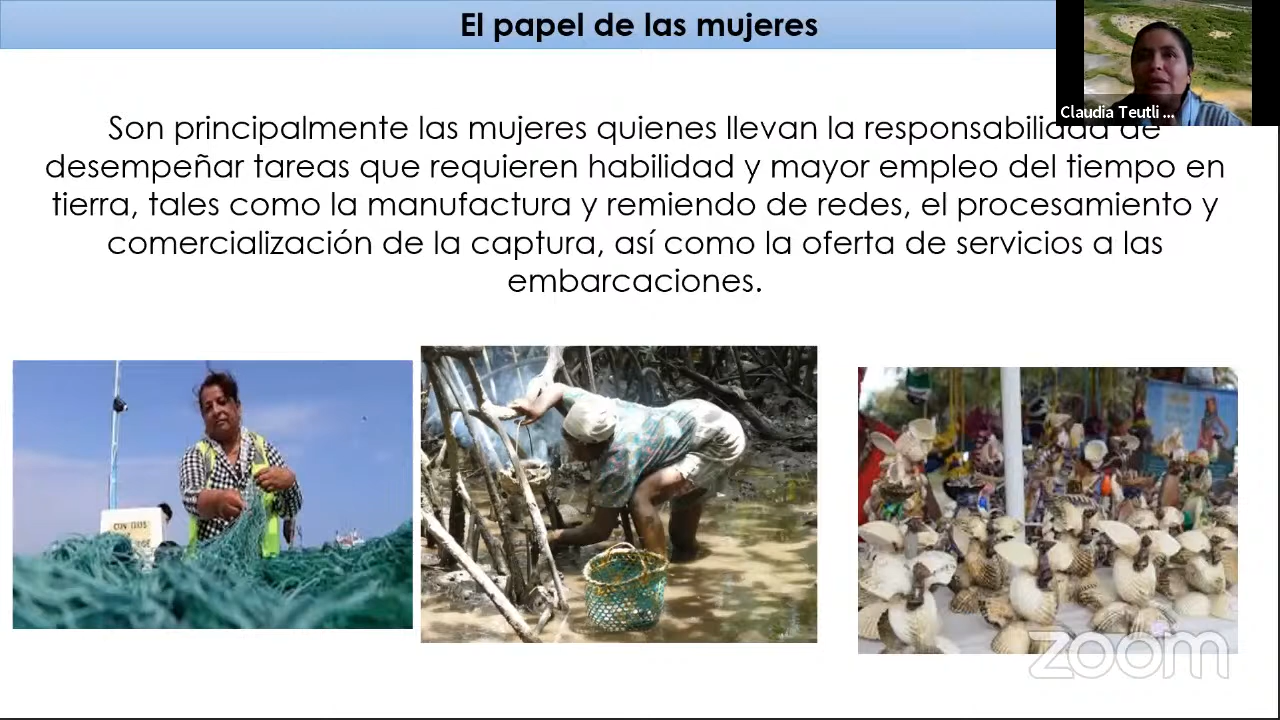 El papel de las mujeres
Claudia Teutli ...
Son principalmente las mujeres quienes llevan la responsabilidad de
desempeñar tareas que requieren habilidad y mayor empleo del tiempo en
tierra, tales como la manufactura y remiendo de redes, el procesamiento y
comercialización de la captura, así como la oferta de servicios a las
embarcaciones.
CON DIOS
zoom